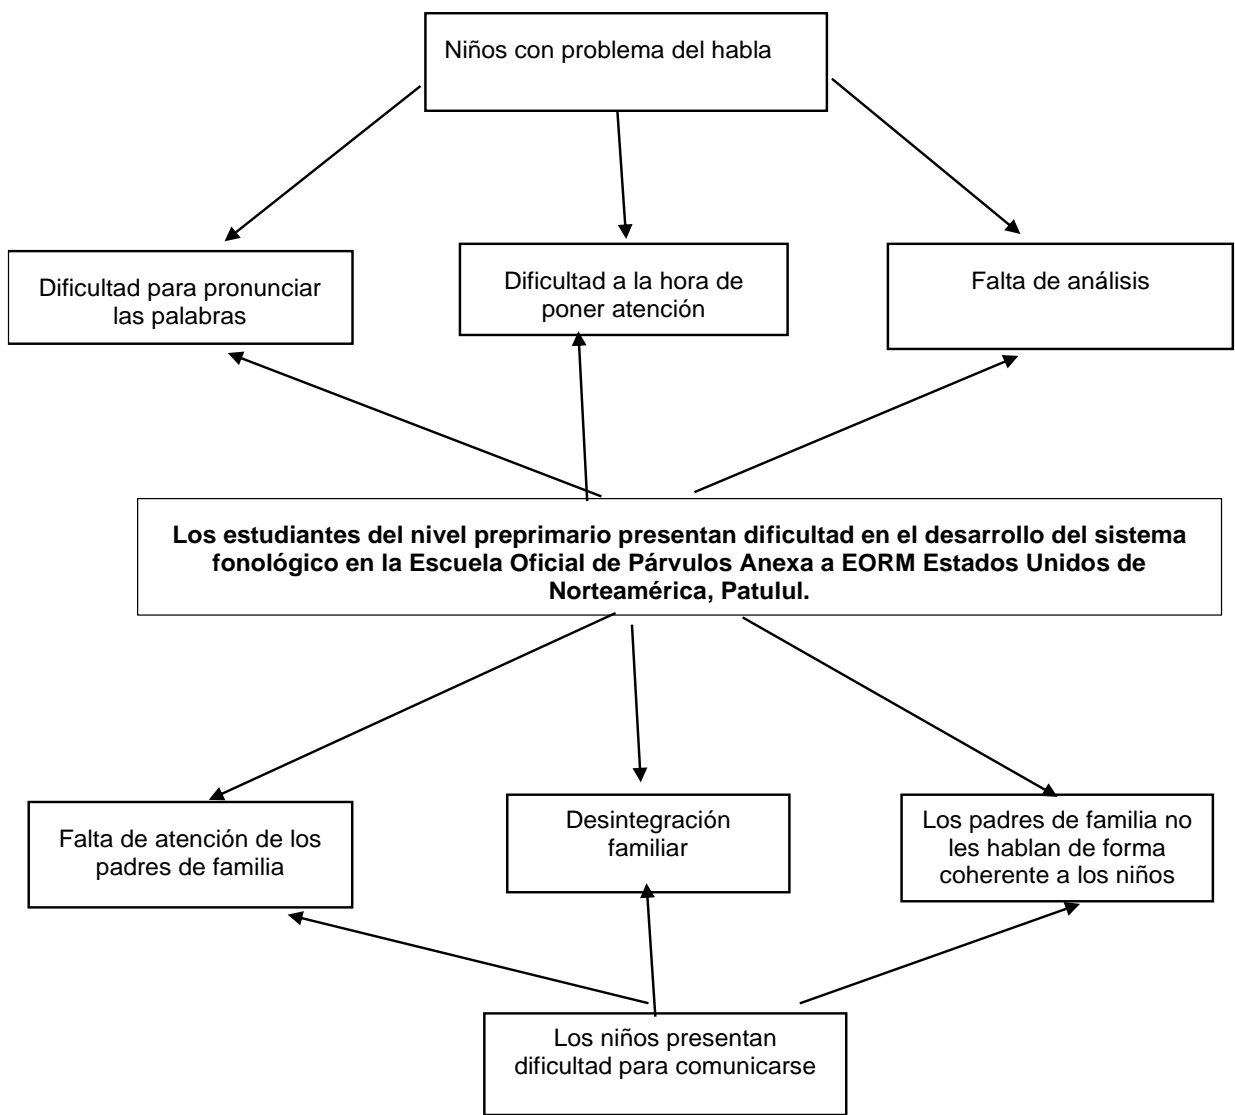 Niños con problema del habla
Dificultad para pronunciar
las palabras
Dificultad a la hora de
poner atención
Falta de análisis
Los estudiantes del nivel preprimario presentan dificultad en el desarrollo del sistema
fonológico en la Escuela Oficial de Párvulos Anexa a EORM Estados Unidos de
Norteamérica, Patulul.
Falta de atención de los
padres de familia
Desintegración
familiar
Los padres de familia no
les hablan de forma
coherente a los niños
Los niños presentan
dificultad para comunicarse